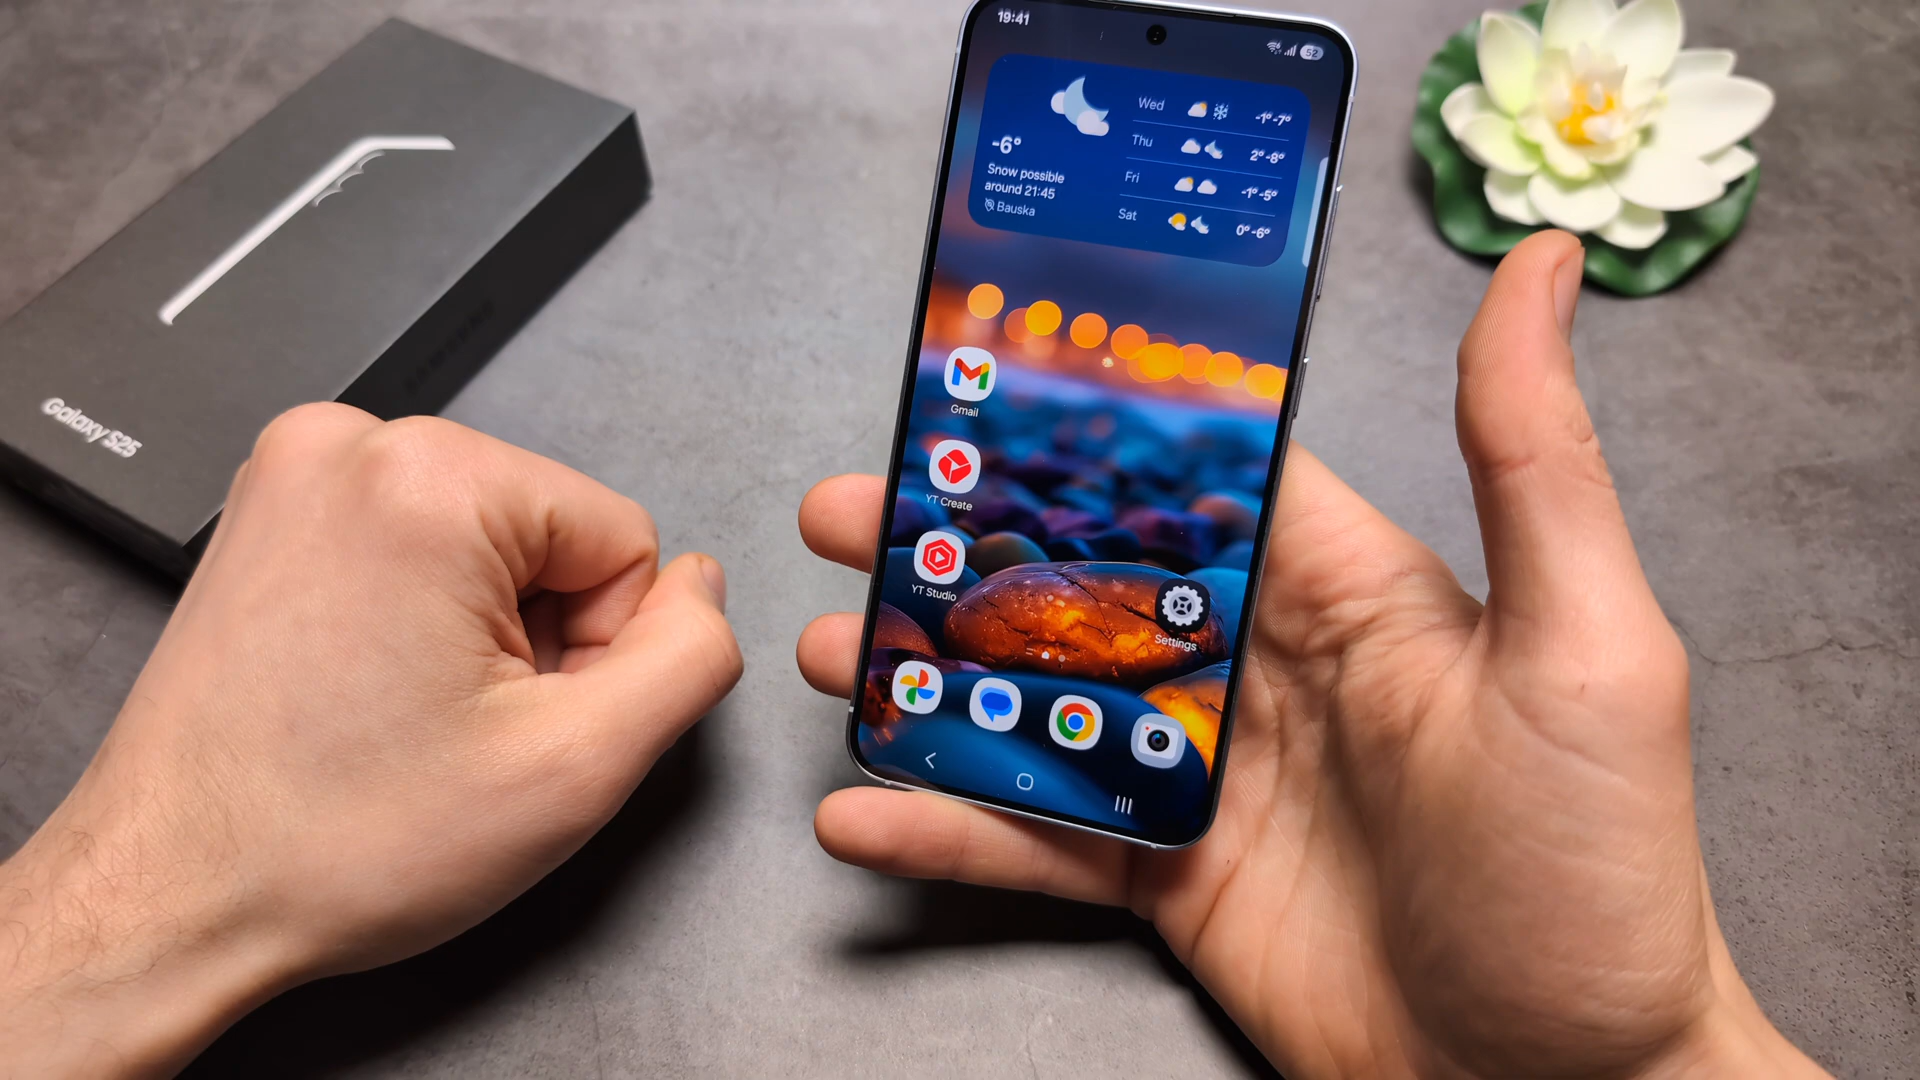 Galaxy S25
19:41
52
-6°
Snow possible
around 21:45
Bauska
Wed -1° -7°
Thu 2° -8°
Fri -1° -5°
Sat 0° -6°
Gmail
YT Create
YT Studio
Settings